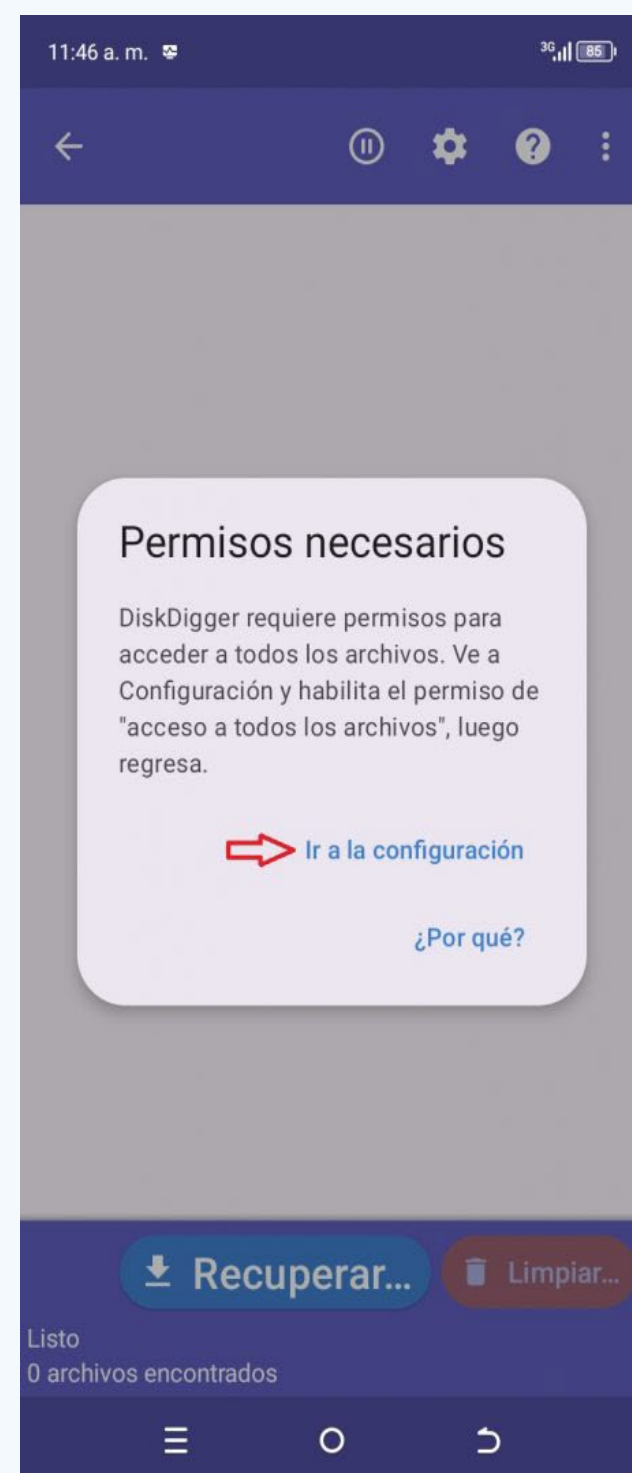 11:46 a. m.
3G 85
Permisos necesarios
DiskDigger requiere permisos para
acceder a todos los archivos. Ve a
Configuración y habilita el permiso de
"acceso a todos los archivos", luego
regresa.
Ir a la configuración
¿Por qué?
Recuperar...
Limpiar...
Listo
0 archivos encontrados